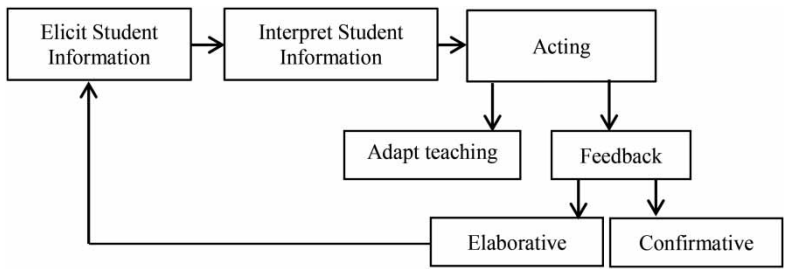 Elicit Student
Information
Interpret Student
Information
Acting
Adapt teaching
Feedback
Elaborative
Confirmative